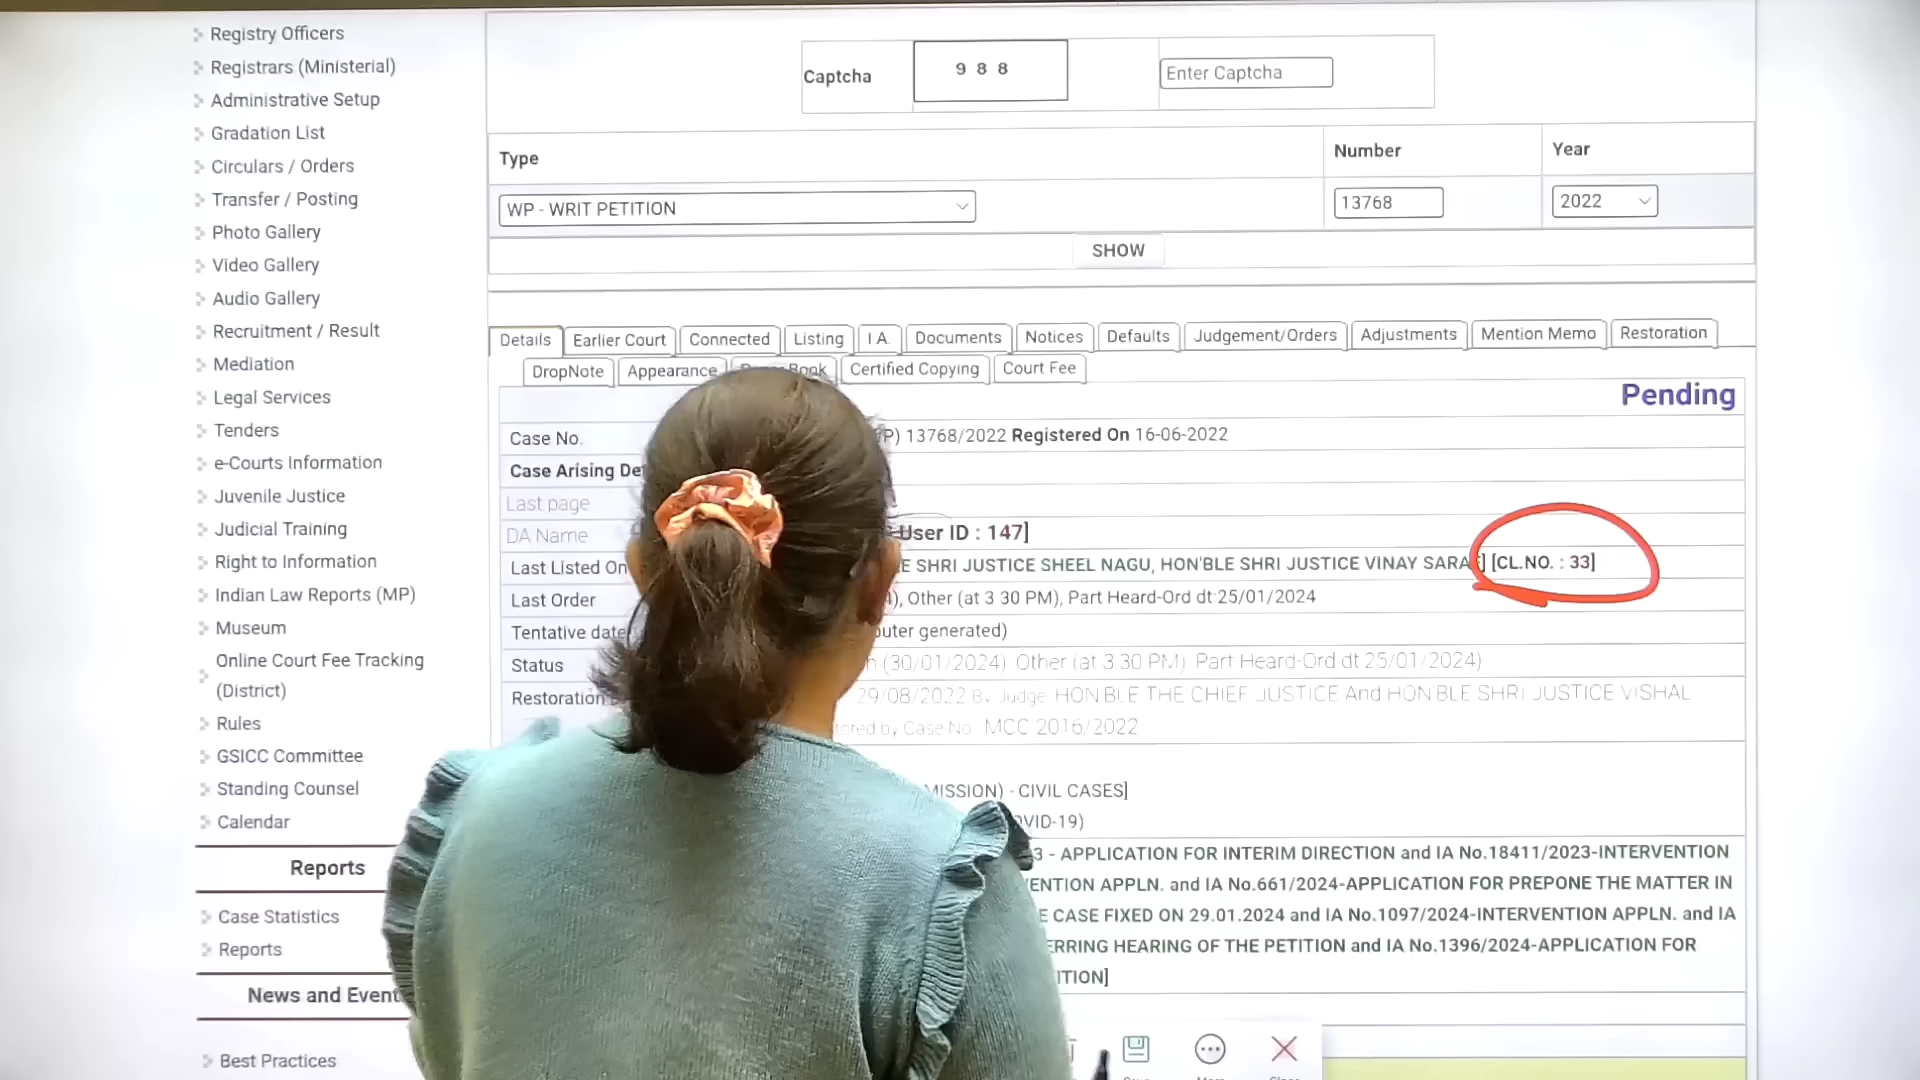 Registry Officers
Registrars (Ministerial)
Administrative Setup
Gradation List
Circulars / Orders
Transfer / Posting
Photo Gallery
Video Gallery
Audio Gallery
Recruitment / Result
Mediation
Legal Services
Tenders
e-Courts Information
Juvenile Justice
Judicial Training
Right to Information
Indian Law Reports (MP)
Museum
Online Court Fee Tracking
(District)
Rules
GSICC Committee
Standing Counsel
Calendar
Reports
Case Statistics
Reports
News and Event
Best Practices
Captcha 988 Enter Captcha
Type Number Year
WP - WRIT PETITION 13768 2022
SHOW
Details Earlier Court Connected Listing I A Documents Notices Defaults Judgement/Orders Adjustments Mention Memo Restoration
DropNote Appearance Book Certified Copying Court Fee
Pending
Case No. P) 13768/2022 Registered On 16-06-2022
Case Arising
Last page
DA Name User ID : 147]
Last Listed On SHRI JUSTICE SHEEL NAGU, HON'BLE SHRI JUSTICE VINAY SARA ] [CL.NO. : 33]
Last Order ), Other (at 3 30 PM), Part Heard-Ord dt 25/01/2024
Tentative date generated)
Status (30/01/2024) Other (at 3 30 PM) Part Heard-Ord dt 25/01/2024)
Restoration 29/08/2022 By Judge HON BLE THE CHIEF JUSTICE And HON BLE SHRI JUSTICE VISHAL
by Case No MCC 2016/2022
MISSION) - CIVIL CASES]
OVID-19)
3 - APPLICATION FOR INTERIM DIRECTION and IA No.18411/2023-INTERVENTION
ENTION APPLN. and IA No.661/2024-APPLICATION FOR PREPONE THE MATTER IN
E CASE FIXED ON 29.01.2024 and IA No.1097/2024-INTERVENTION APPLN. and IA
ERRING HEARING OF THE PETITION and IA No.1396/2024-APPLICATION FOR
ITION]